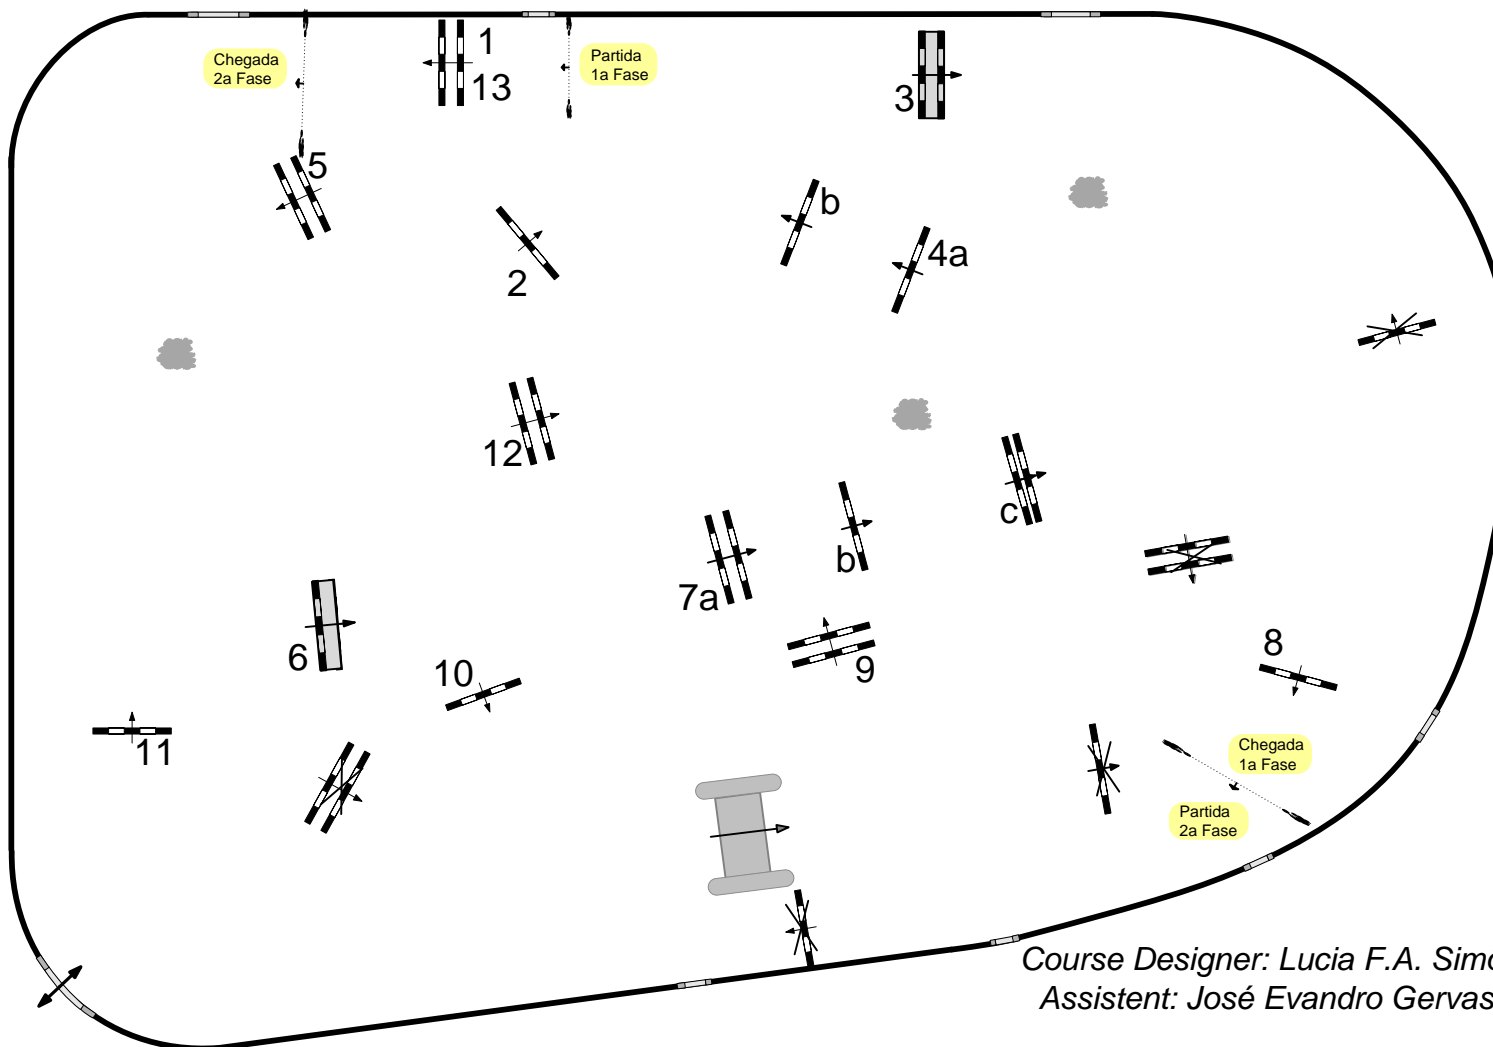 Chegada
2a Fase
1
13
Partida
1a Fase
3
5
2
b
4a
12
c
b
7a
6
10
9
8
11
Chegada
1a Fase
Partida
2a Fase
Course Designer: Lucia F.A. Simo
Assistent: José Evandro Gervas